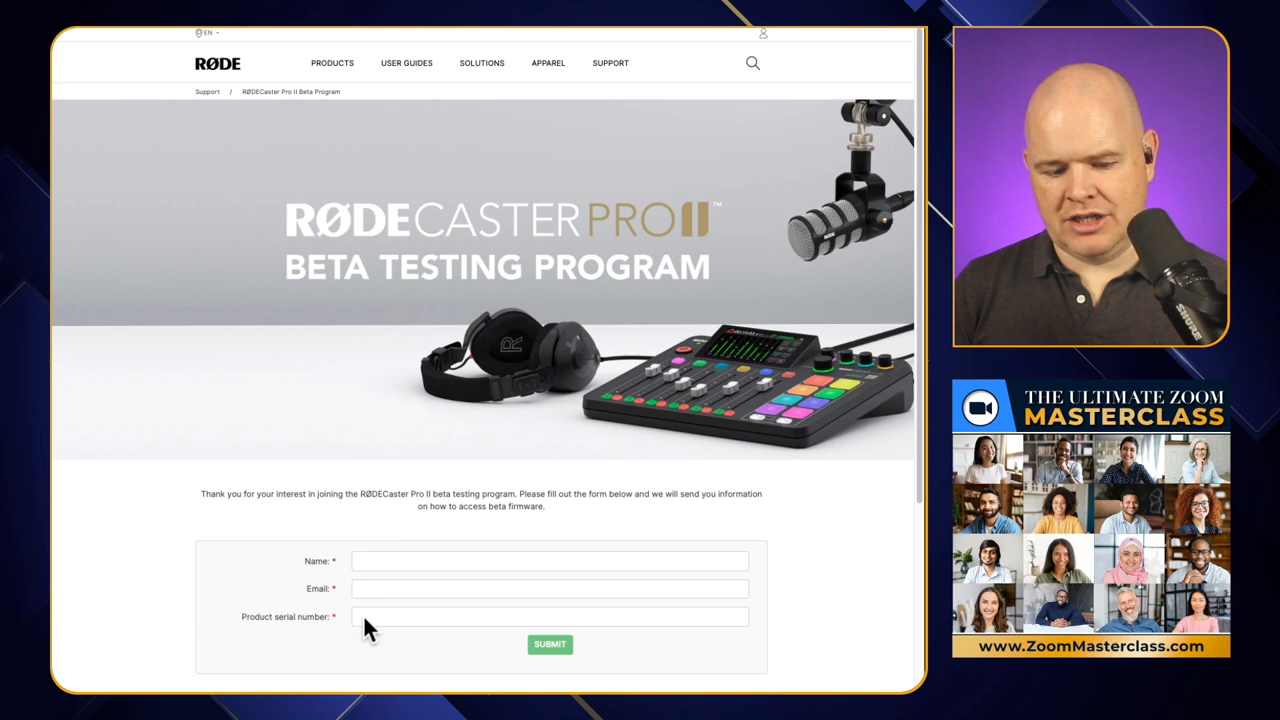 EN
RØDE
PRODUCTS
USER GUIDES
SOLUTIONS
APPAREL
SUPPORT
Support / RØDECaster Pro II Beta Program
RØDECASTER PRO II™
BETA TESTING PROGRAM
Thank you for your interest in joining the RØDECaster Pro II beta testing program. Please fill out the form below and we will send you information
on how to access beta firmware.
Name: *
Email: *
Product serial number: *
SUBMIT
SHURE
THE ULTIMATE ZOOM
MASTERCLASS
www.ZoomMasterclass.com